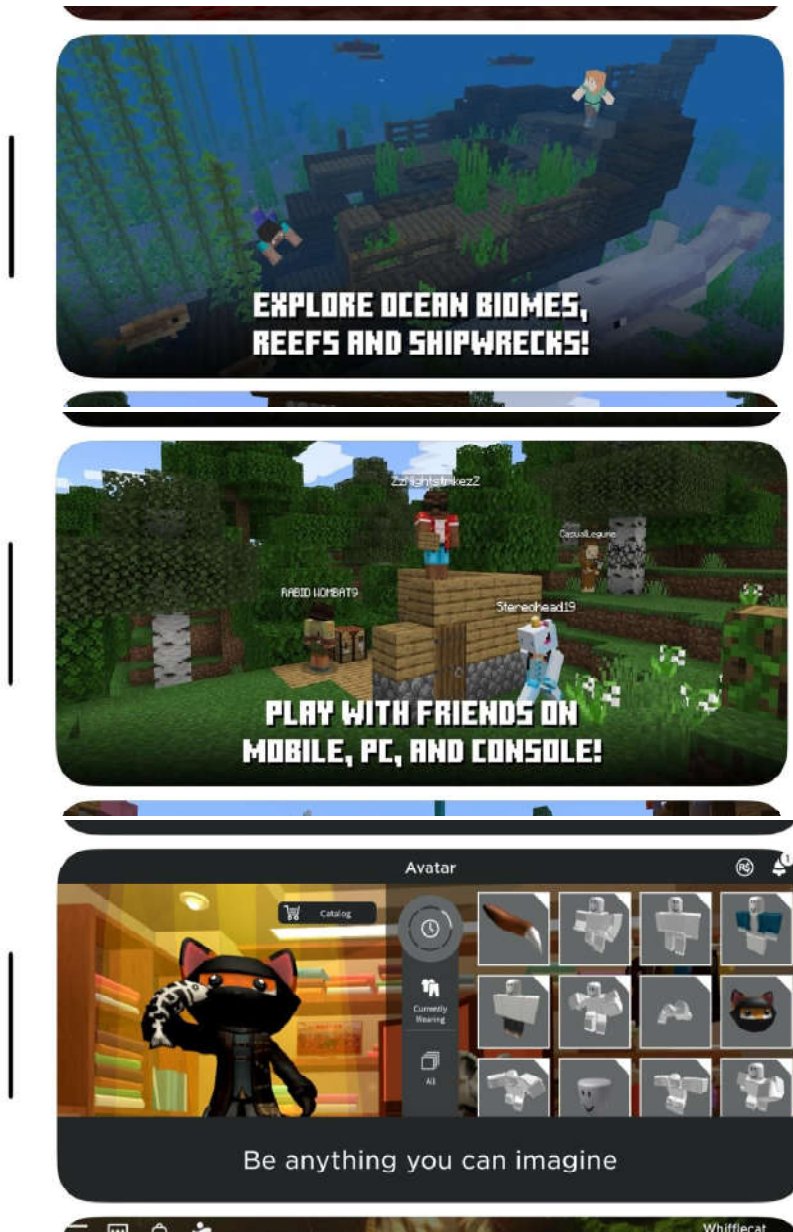 EXPLORE OCEAN BIOMES,
REEFS AND SHIPWRECKS!
ZzNightstrikezZ
CasualLegume
RABID WOMBAT9
Stereohead19
PLAY WITH FRIENDS ON
MOBILE, PC, AND CONSOLE!
Avatar
R$
1
Catalog
Currently
Wearing
All
Be anything you can imagine
Whifflecat